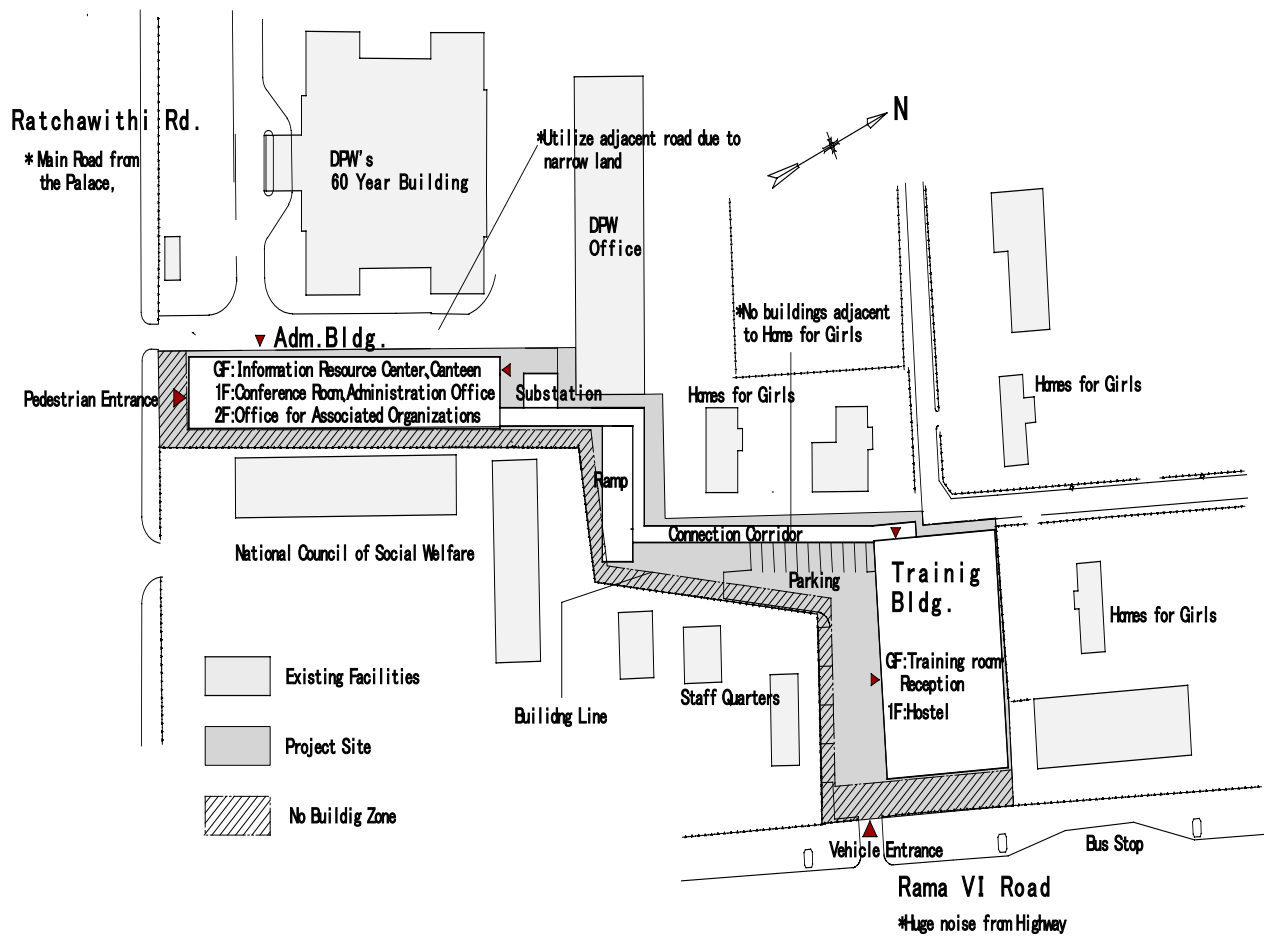 Ratchawithi Rd.
* Main Road from
the Palace,
DPW's
60 Year Building
*Utilize adjacent road due to
narrow land
N
DPW
Office
*No buildings adjacent
to Home for Girls
Adm.Bldg.
GF:Information Resource Center,Canteen
1F:Conference Room,Administration Office
2F:Office for Associated Organizations
Pedestrian Entrance
Substation
Homes for Girls
Homes for Girls
Ramp
Connection Corridor
National Council of Social Welfare
Parking
Trainig
Bldg.
Homes for Girls
GF:Training room
Reception
1F:Hostel
Existing Facilities
Staff Quarters
Builidng Line
Project Site
No Buildig Zone
Vehicle Entrance
Bus Stop
Rama VI Road
*Huge noise from Highway